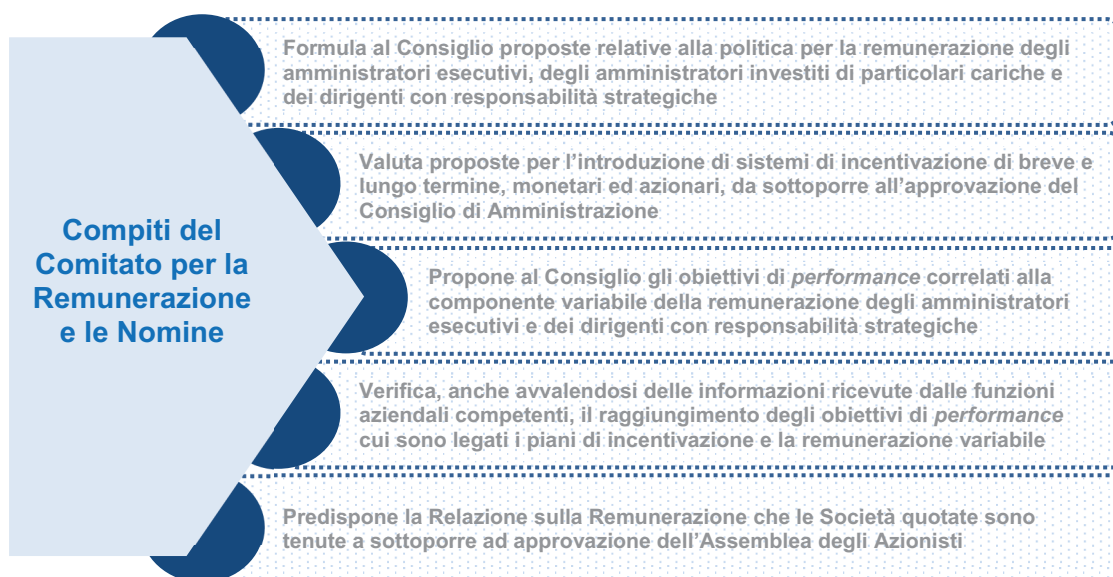 Compiti del
Comitato per la
Remunerazione
e le Nomine
Formula al Consiglio proposte relative alla politica per la remunerazione degli
amministratori esecutivi, degli amministratori investiti di particolari cariche e
dei dirigenti con responsabilità strategiche
Valuta proposte per l’introduzione di sistemi di incentivazione di breve e
lungo termine, monetari ed azionari, da sottoporre all’approvazione del
Consiglio di Amministrazione
Propone al Consiglio gli obiettivi di performance correlati alla
componente variabile della remunerazione degli amministratori
esecutivi e dei dirigenti con responsabilità strategiche
Verifica, anche avvalendosi delle informazioni ricevute dalle funzioni
aziendali competenti, il raggiungimento degli obiettivi di performance
cui sono legati i piani di incentivazione e la remunerazione variabile
Predispone la Relazione sulla Remunerazione che le Società quotate sono
tenute a sottoporre ad approvazione dell’Assemblea degli Azionisti